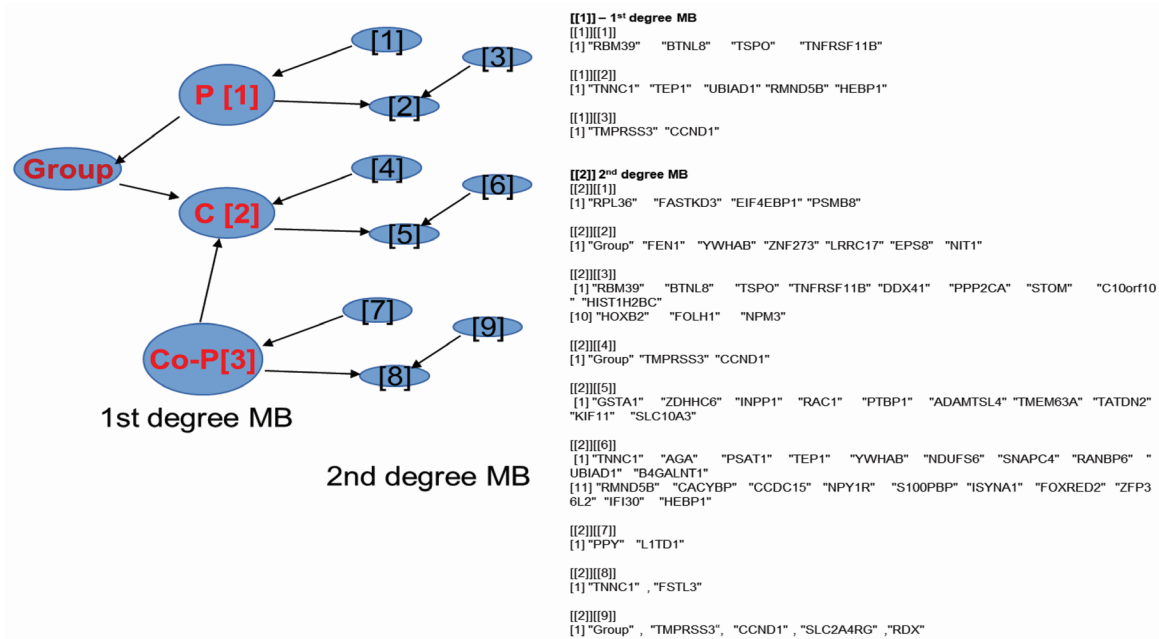 [1]
[3]
P [1]
[2]
Group
[4]
[6]
C [2]
[5]
[7]
[9]
Co-P[3]
[8]
1st degree MB
2nd degree MB
[[1]] – 1st degree MB
[[1]][[1]]
[1] "RBM39" "BTNL8" "TSPO" "TNFRSF11B"
[[1]][[2]]
[1] "TNNC1" "TEP1" "UBIAD1" "RMND5B" "HEBP1"
[[1]][[3]]
[1] "TMPRSS3" "CCND1"
[[2]] 2nd degree MB
[[2]][[1]]
[1] "RPL36" "FASTKD3" "EIF4EBP1" "PSMB8"
[[2]][[2]]
[1] "Group" "FEN1" "YWHAB" "ZNF273" "LRRC17" "EPS8" "NIT1"
[[2]][[3]]
[1] "RBM39" "BTNL8" "TSPO" "TNFRSF11B" "DDX41" "PPP2CA" "STOM" "C10orf10
" "HIST1H2BC"
[10] "HOXB2" "FOLH1" "NPM3"
[[2]][[4]]
[1] "Group" "TMPRSS3" "CCND1"
[[2]][[5]]
[1] "GSTA1" "ZDHHC6" "INPP1" "RAC1" "PTBP1" "ADAMTSL4" "TMEM63A" "TATDN2"
"KIF11" "SLC10A3"
[[2]][[6]]
[1] "TNNC1" "AGA" "PSAT1" "TEP1" "YWHAB" "NDUFS6" "SNAPC4" "RANBP6" "
UBIAD1" "B4GALNT1"
[11] "RMND5B" "CACYBP" "CCDC15" "NPY1R" "S100PBP" "ISYNA1" "FOXRED2" "ZFP3
6L2" "IFI30" "HEBP1"
[[2]][[7]]
[1] "PPY" "L1TD1"
[[2]][[8]]
[1] "TNNC1" , "FSTL3"
[[2]][[9]]
[1] "Group" , "TMPRSS3", "CCND1" , "SLC2A4RG" ,"RDX"